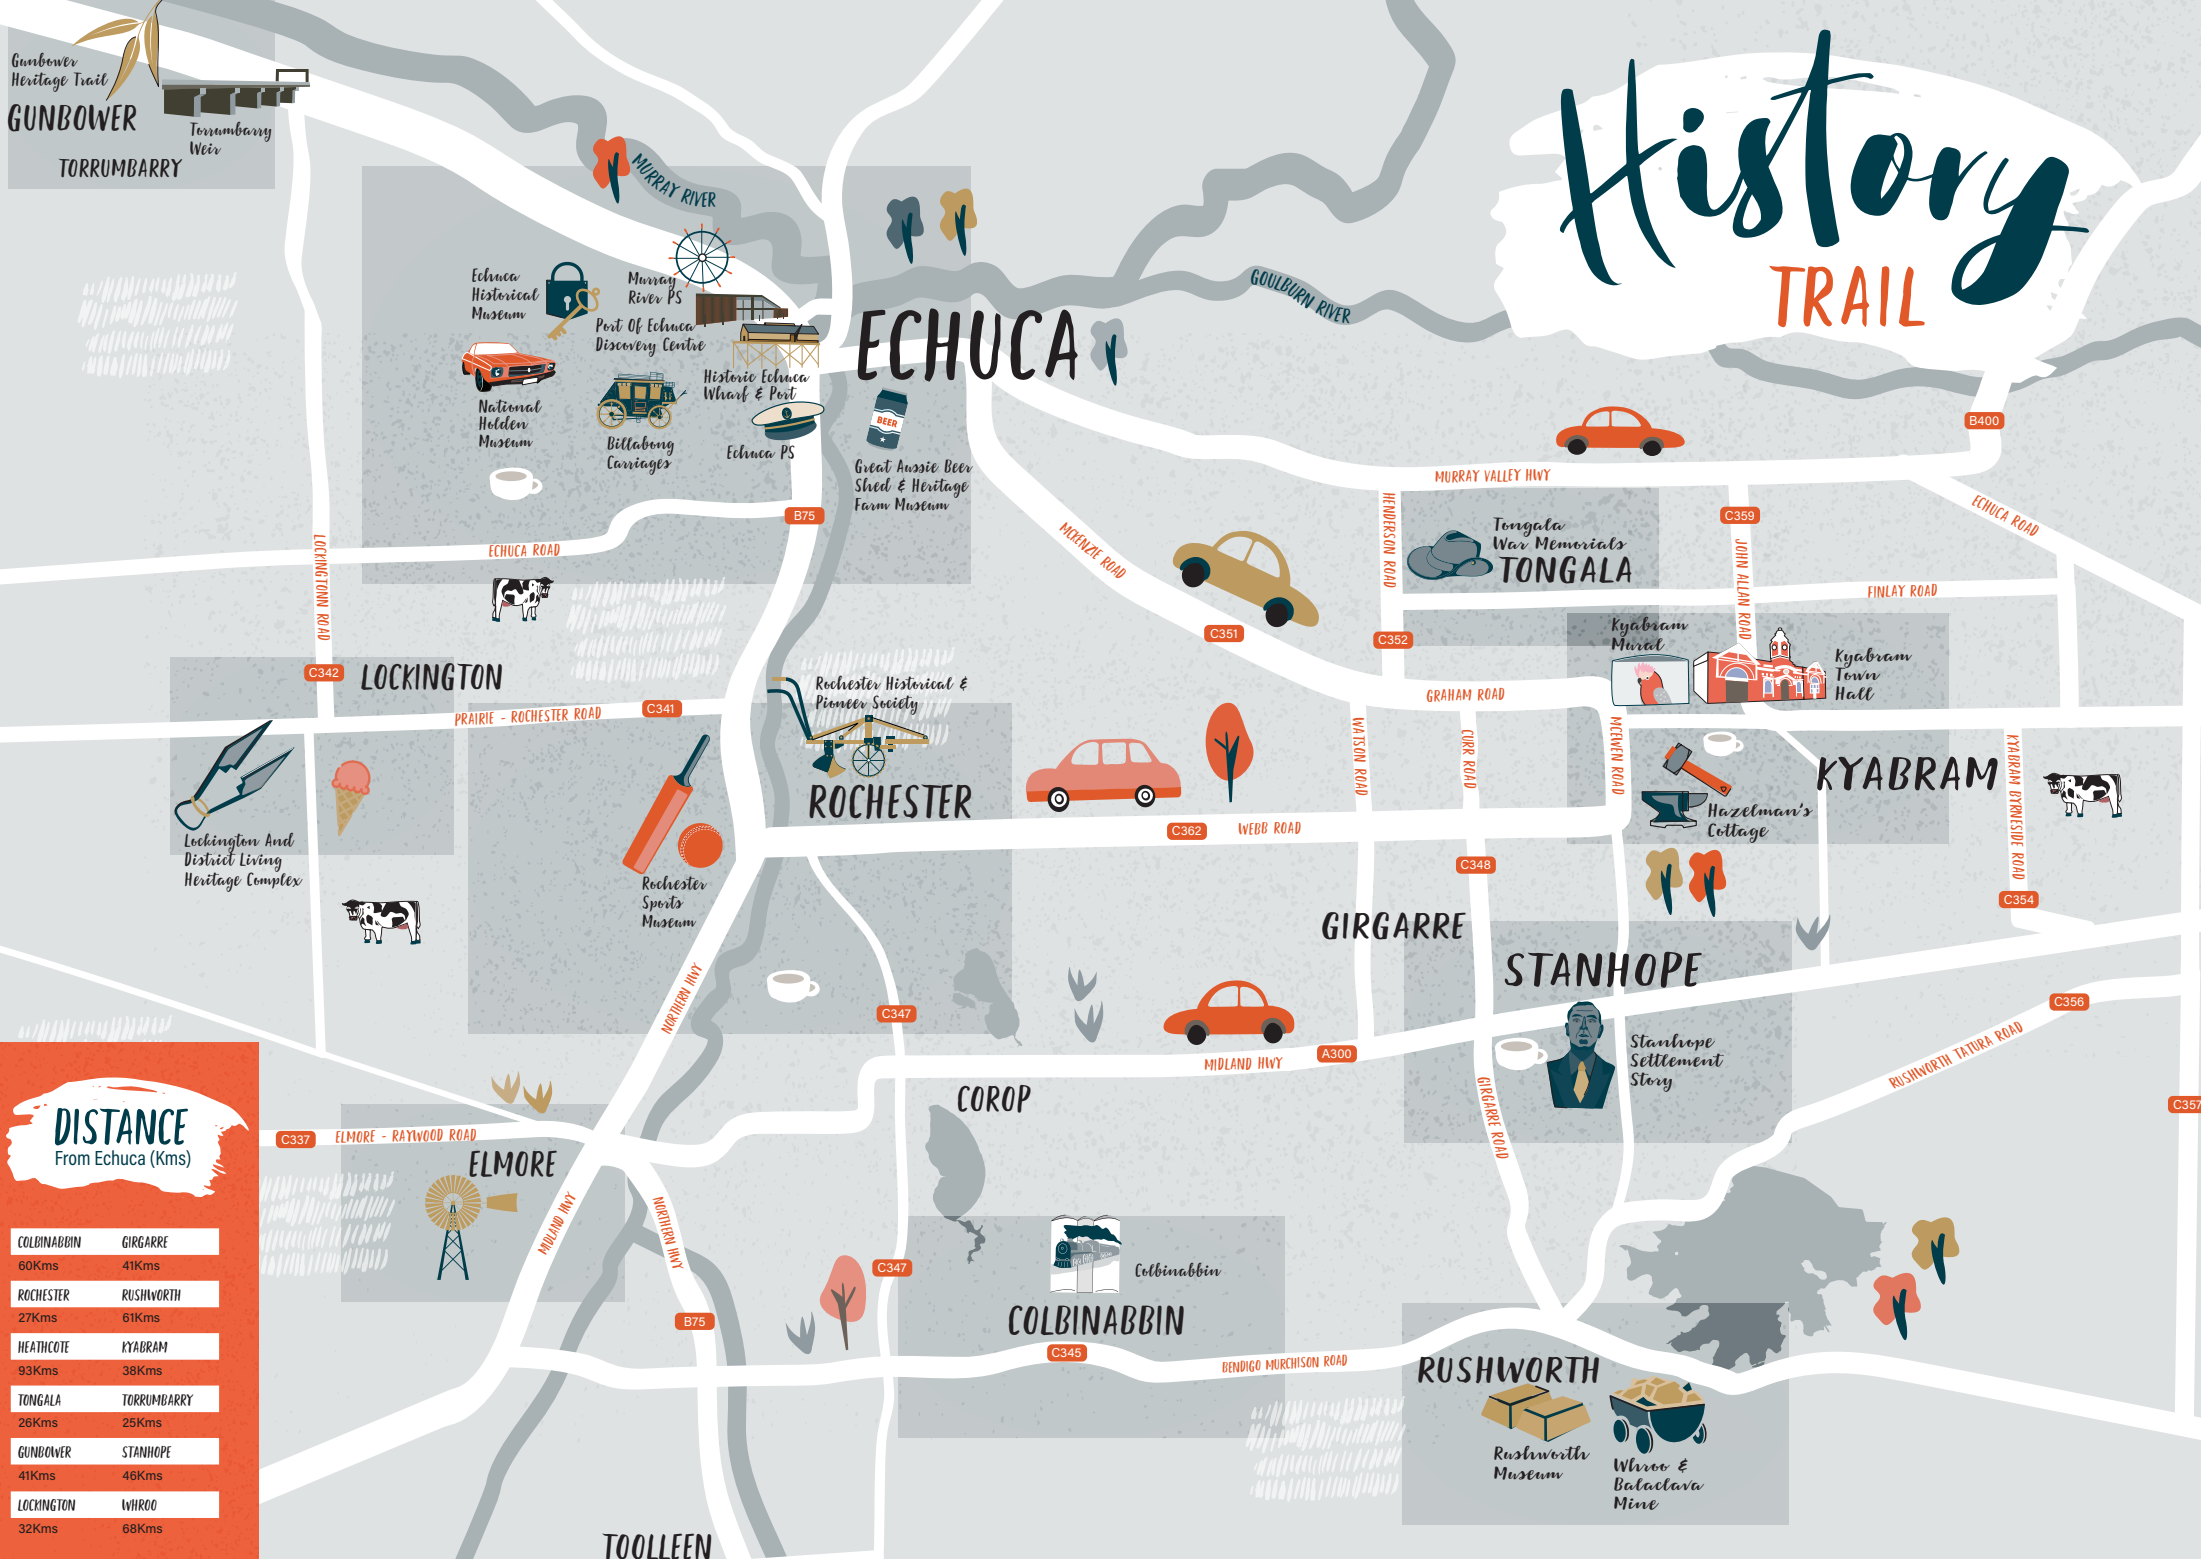 History
TRAIL
Gunbower
Heritage Trail
GUNBOWER
Torrumbarry
Weir
TORRUMBARRY
MURRAY RIVER
GOULBURN RIVER
Echuca
Historical
Museum
Murray
River PS
Port Of Echuca
Discovery Centre
ECHUCA
National
Holden
Museum
Billabong
Carriages
Historic Echuca
Wharf & Port
Echuca PS
BEER
Great Aussie Beer
Shed & Heritage
Farm Museum
B75
ECHUCA ROAD
LOCKINGTONN ROAD
B400
MURRAY VALLEY HWY
ECHUCA ROAD
MCKENZIE ROAD
HENDERSON ROAD
C359
JOHN ALLAN ROAD
Tongala
War Memorials
TONGALA
FINLAY ROAD
C351
C352
Kyabram
Mural
Kyabram
Town
Hall
C342
LOCKINGTON
PRAIRIE - ROCHESTER ROAD
C341
Rochester Historical &
Pioneer Society
ROCHESTER
GRAHAM ROAD
WATSON ROAD
CURR ROAD
MCEWEN ROAD
KYABRAM
KYABRAM BYRNESIDE ROAD
Hazelman's
Cottage
C362
WEBB ROAD
C348
C354
Lockington And
District Living
Heritage Complex
Rochester
Sports
Museum
GIRGARRE
STANHOPE
Stanhope
Settlement
Story
NORTHERN HWY
C347
MIDLAND HWY
A300
C356
RUSHWORTH TATURA ROAD
C357
COROP
GIRGARRE ROAD
C337
ELMORE - RAYWOOD ROAD
ELMORE
MIDLAND HWY
NORTHERN HWY
C347
B75
Colbinabbin
COLBINABBIN
C345
BENDIGO MURCHISON ROAD
RUSHWORTH
Rushworth
Museum
Whroo &
Balaclava
Mine
TOOLLEEN
DISTANCE
From Echuca (Kms)
COLBINABBIN GIRGARRE
60Kms 41Kms
ROCHESTER RUSHWORTH
27Kms 61Kms
HEATHCOTE KYABRAM
93Kms 38Kms
TONGALA TORRUMBARRY
26Kms 25Kms
GUNBOWER STANHOPE
41Kms 46Kms
LOCKINGTON WHROO
32Kms 68Kms